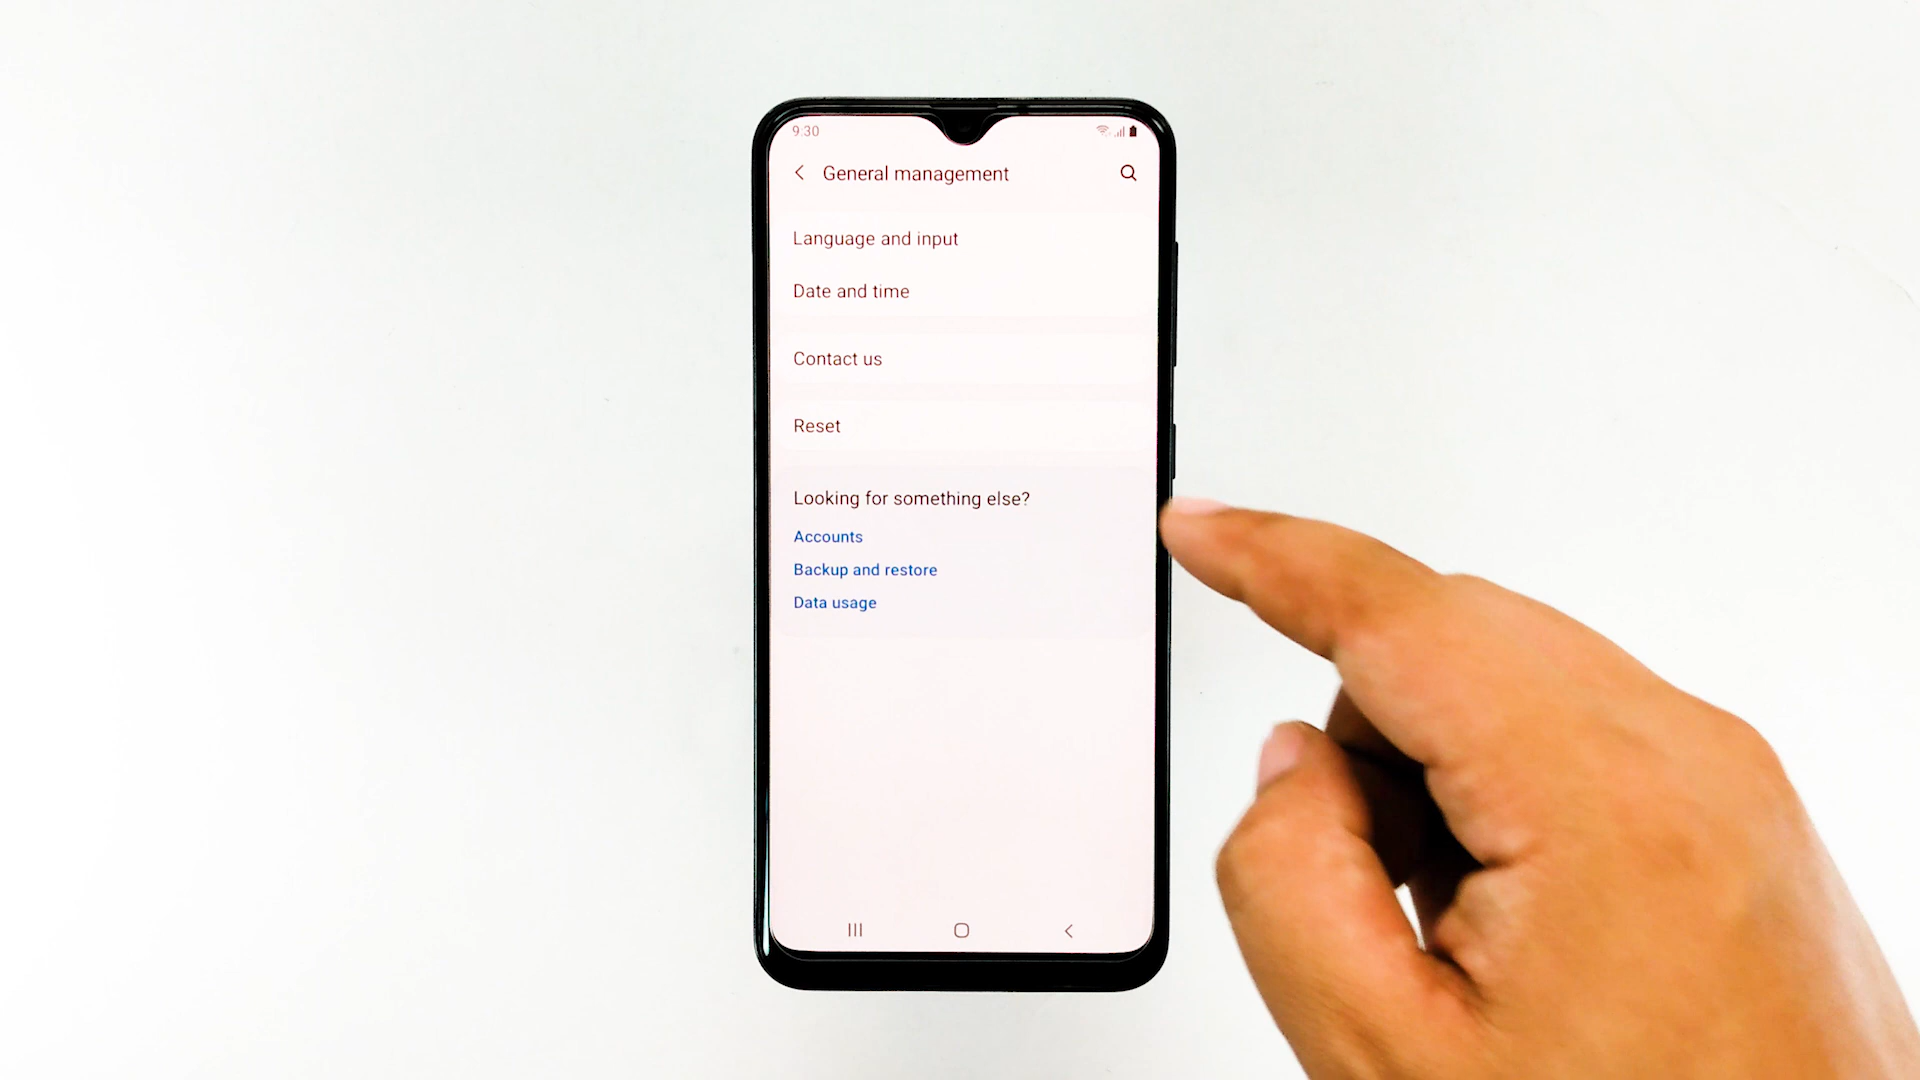 9:30
General management
Language and input
Date and time
Contact us
Reset
Looking for something else?
Accounts
Backup and restore
Data usage